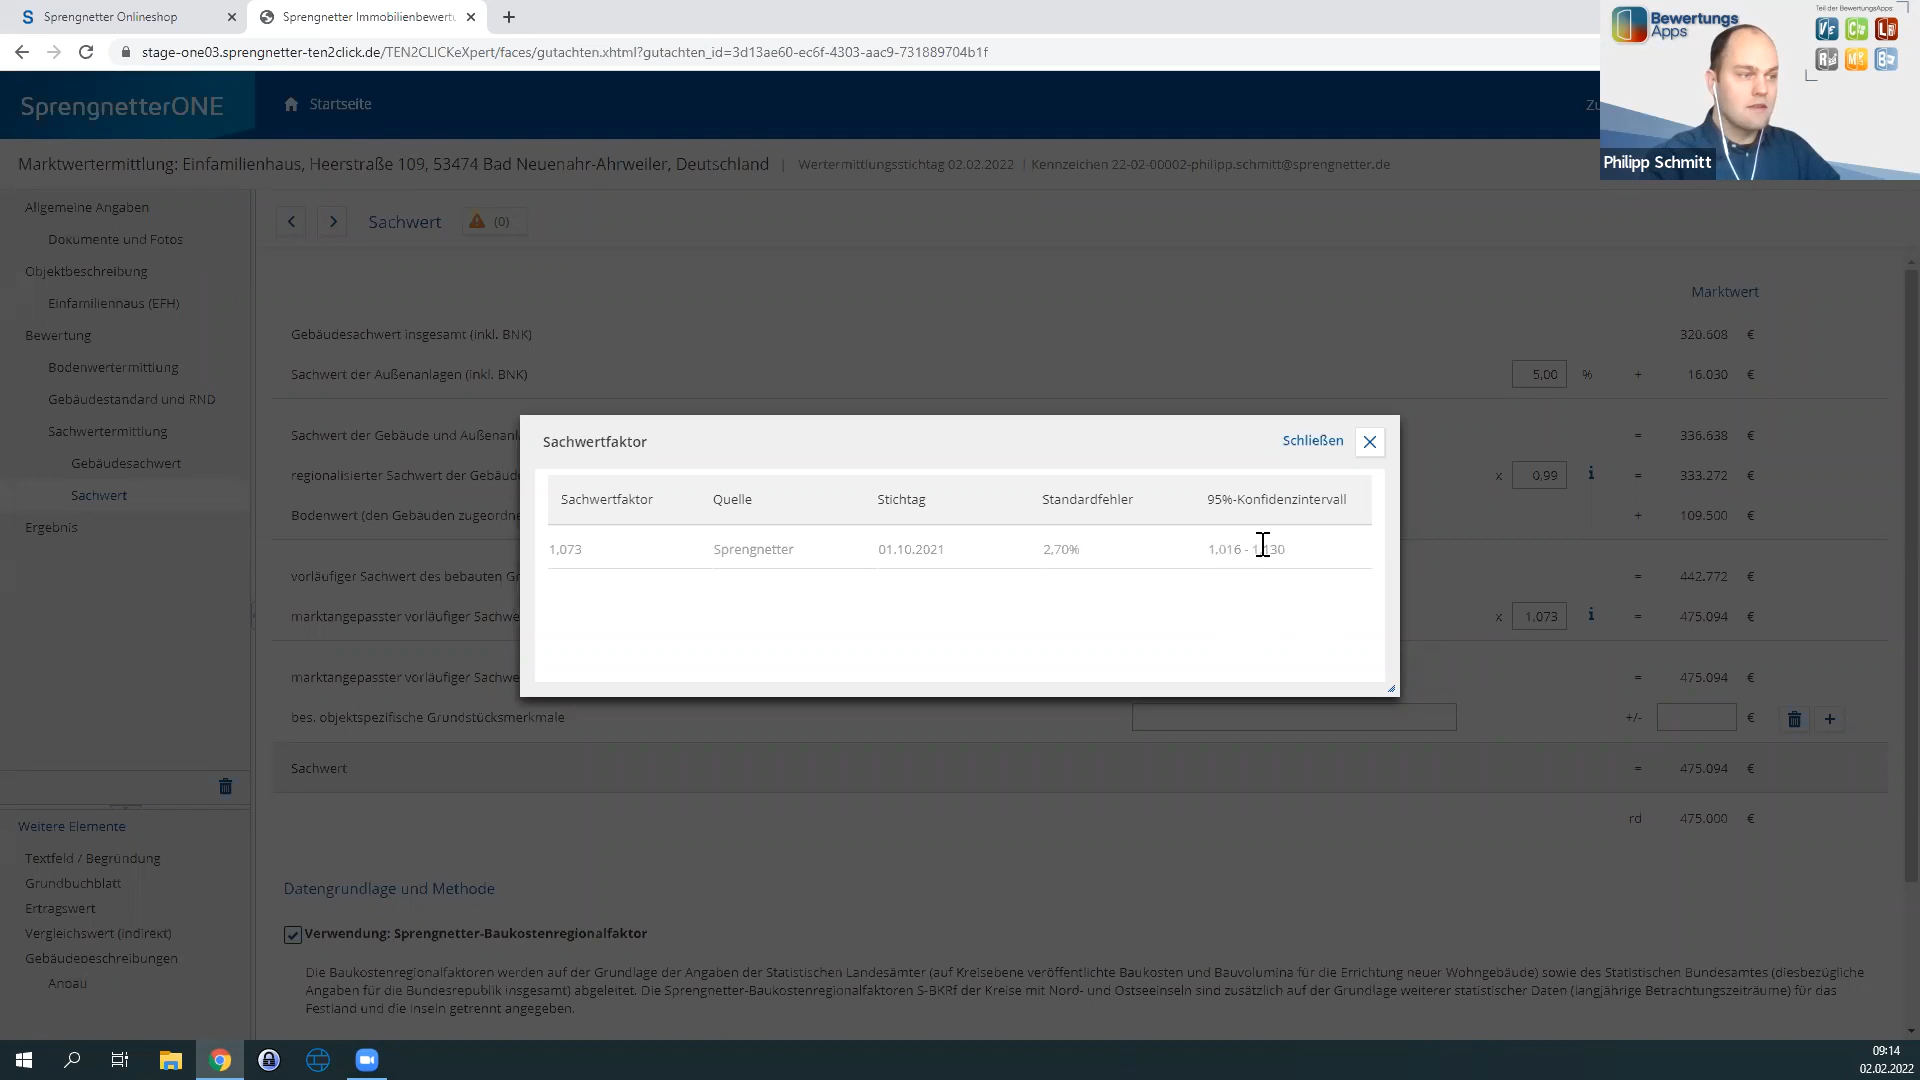 Sprengnetter Onlineshop
Sprengnetter Immobilienbewertu
stage-one03.sprengnetter-ten2click.de/TEN2CLICKeXpert/faces/gutachten.xhtml?gutachten_id=3d13ae60-ec6f-4303-aac9-731889704b1f
Teil der BewertungsApps:
Bewertungs
Apps
Philipp Schmitt
SprengnetterONE
Startseite
Marktwertermittlung: Einfamilienhaus, Heerstraße 109, 53474 Bad Neuenahr-Ahrweiler, Deutschland | Wertermittlungsstichtag 02.02.2022 | Kennzeichen 22-02-00002-philipp.schmitt@sprengnetter.de
Allgemeine Angaben
Dokumente und Fotos
Objektbeschreibung
Einfamilienhaus (EFH)
Bewertung
Bodenwertermittlung
Gebäudestandard und RND
Sachwertermittlung
Gebäudesachwert
Sachwert
Ergebnis
Weitere Elemente
Textfeld / Begründung
Grundbuchblatt
Ertragswert
Vergleichswert (indirekt)
Gebäudebeschreibungen
Anbau
Sachwert (0)
Marktwert
Gebäudesachwert insgesamt (inkl. BNK) 320.608 €
Sachwert der Außenanlagen (inkl. BNK) 5,00 % + 16.030 €
Sachwert der Gebäude und Außenanl = 336.638 €
regionalisierter Sachwert der Gebäude x 0,99 = 333.272 €
Bodenwert (den Gebäuden zugeordne + 109.500 €
vorläufiger Sachwert des bebauten Gr = 442.772 €
marktangepasster vorläufiger Sachwe x 1.073 = 475.094 €
marktangepasster vorläufiger Sachwe = 475.094 €
bes. objektspezifische Grundstücksmerkmale +/- €
Sachwert = 475.094 €
rd 475.000 €
Sachwertfaktor
Schließen
Sachwertfaktor Quelle Stichtag Standardfehler 95%-Konfidenzintervall
1,073 Sprengnetter 01.10.2021 2,70% 1,016 - 1,130
Datengrundlage und Methode
Verwendung: Sprengnetter-Baukostenregionalfaktor
Die Baukostenregionalfaktoren werden auf der Grundlage der Angaben der Statistischen Landesämter (auf Kreisebene veröffentlichte Baukosten und Bauvolumina für die Errichtung neuer Wohngebäude) sowie des Statistischen Bundesamtes (diesbezügliche
Angaben für die Bundesrepublik insgesamt) abgeleitet. Die Sprengnetter-Baukostenregionalfaktoren S-BKRf der Kreise mit Nord- und Ostseeinseln sind zusätzlich auf der Grundlage weiterer statistischer Daten (langjährige Betrachtungszeiträume) für das
Festland und die Inseln getrennt angegeben.
09:14
02.02.2022